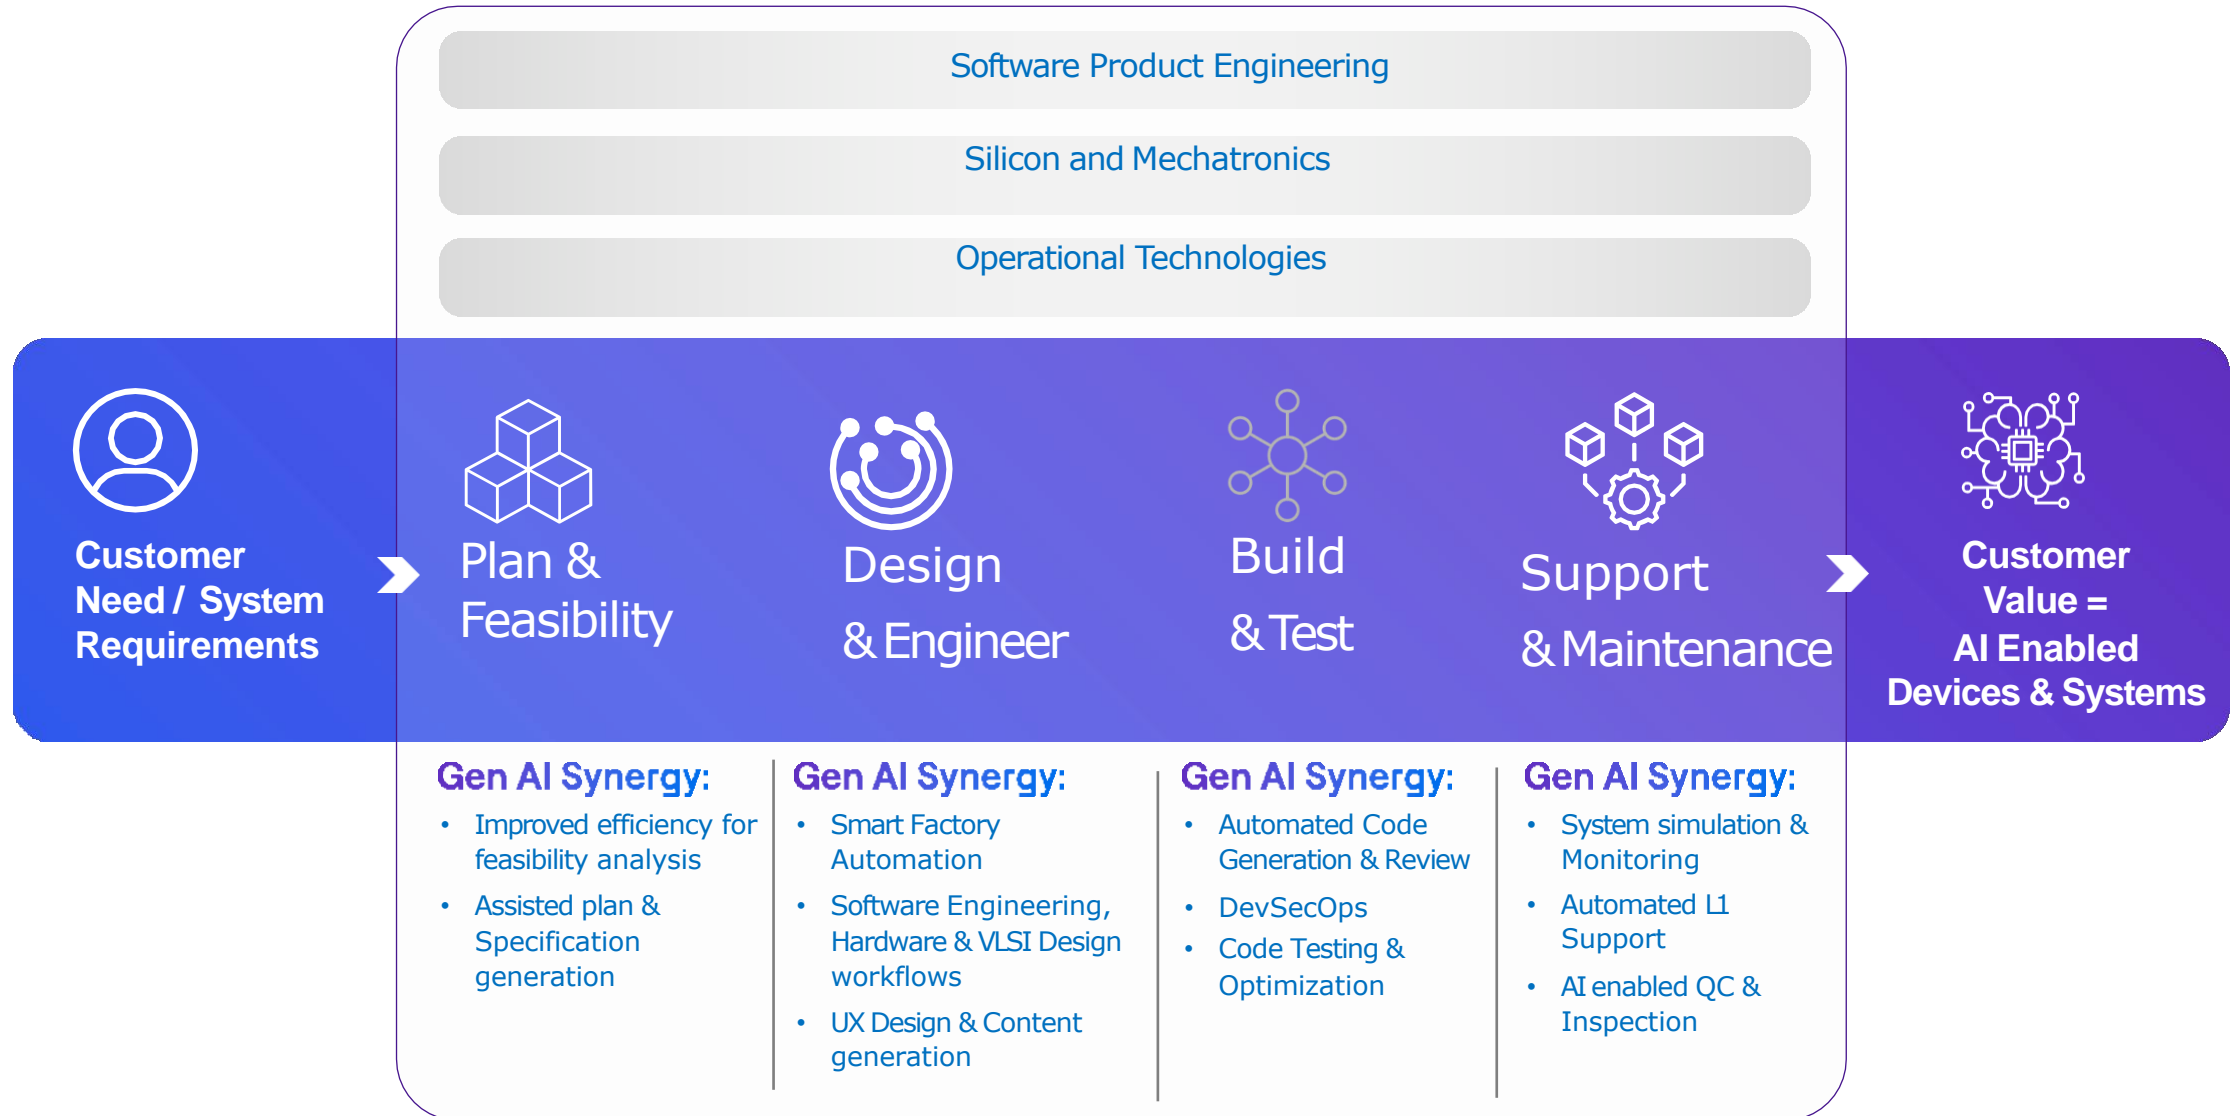 Software Product Engineering
Silicon and Mechatronics
Operational Technologies
Customer
Need / System
Requirements
Plan &
Feasibility
Design
& Engineer
Build
& Test
Support
& Maintenance
Customer
Value =
AI Enabled
Devices & Systems
Gen AI Synergy:
• Improved efficiency for
feasibility analysis
• Assisted plan &
Specification
generation
Gen AI Synergy:
• Smart Factory
Automation
• Software Engineering,
Hardware & VLSI Design
workflows
• UX Design & Content
generation
Gen AI Synergy:
• Automated Code
Generation & Review
• DevSecOps
• Code Testing &
Optimization
Gen AI Synergy:
• System simulation &
Monitoring
• Automated L1
Support
• AI enabled QC &
Inspection